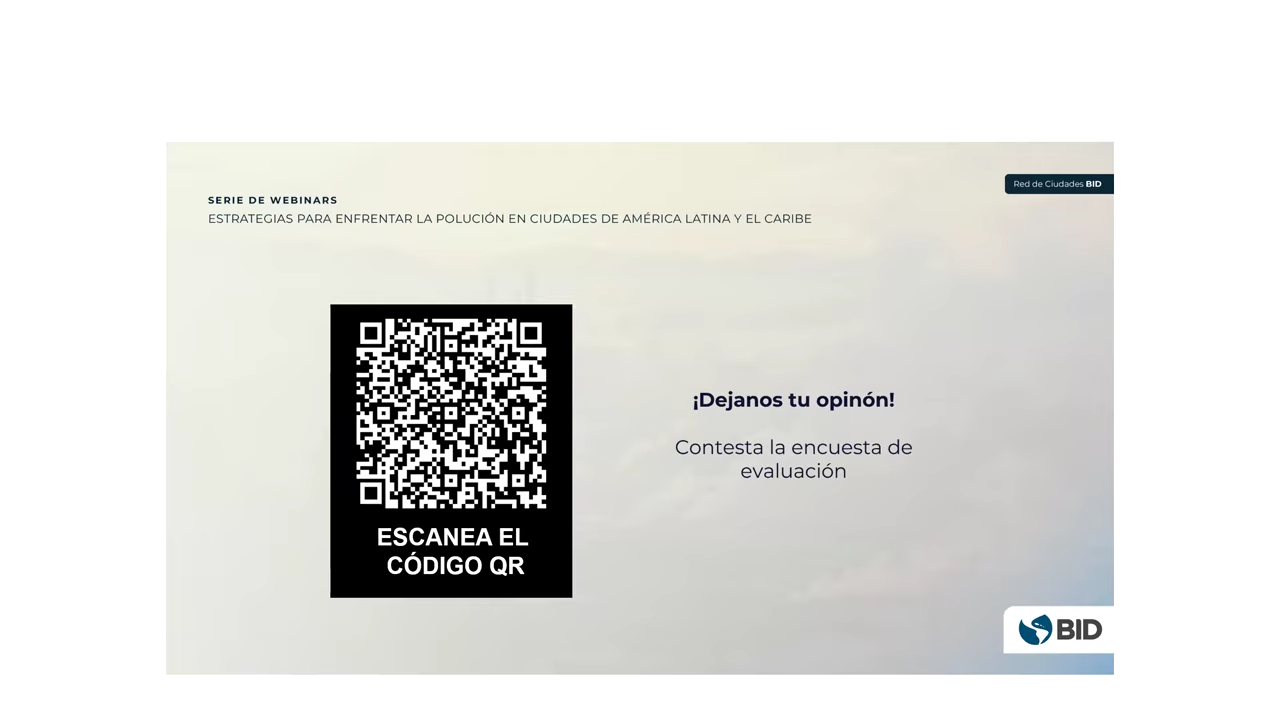 SERIE DE WEBINARS
ESTRATEGIAS PARA ENFRENTAR LA POLUCIÓN EN CIUDADES DE AMÉRICA LATINA Y EL CARIBE
Red de Ciudades BID
ESCANEA EL
CÓDIGO QR
¡Dejanos tu opinón!
Contesta la encuesta de
evaluación
BID